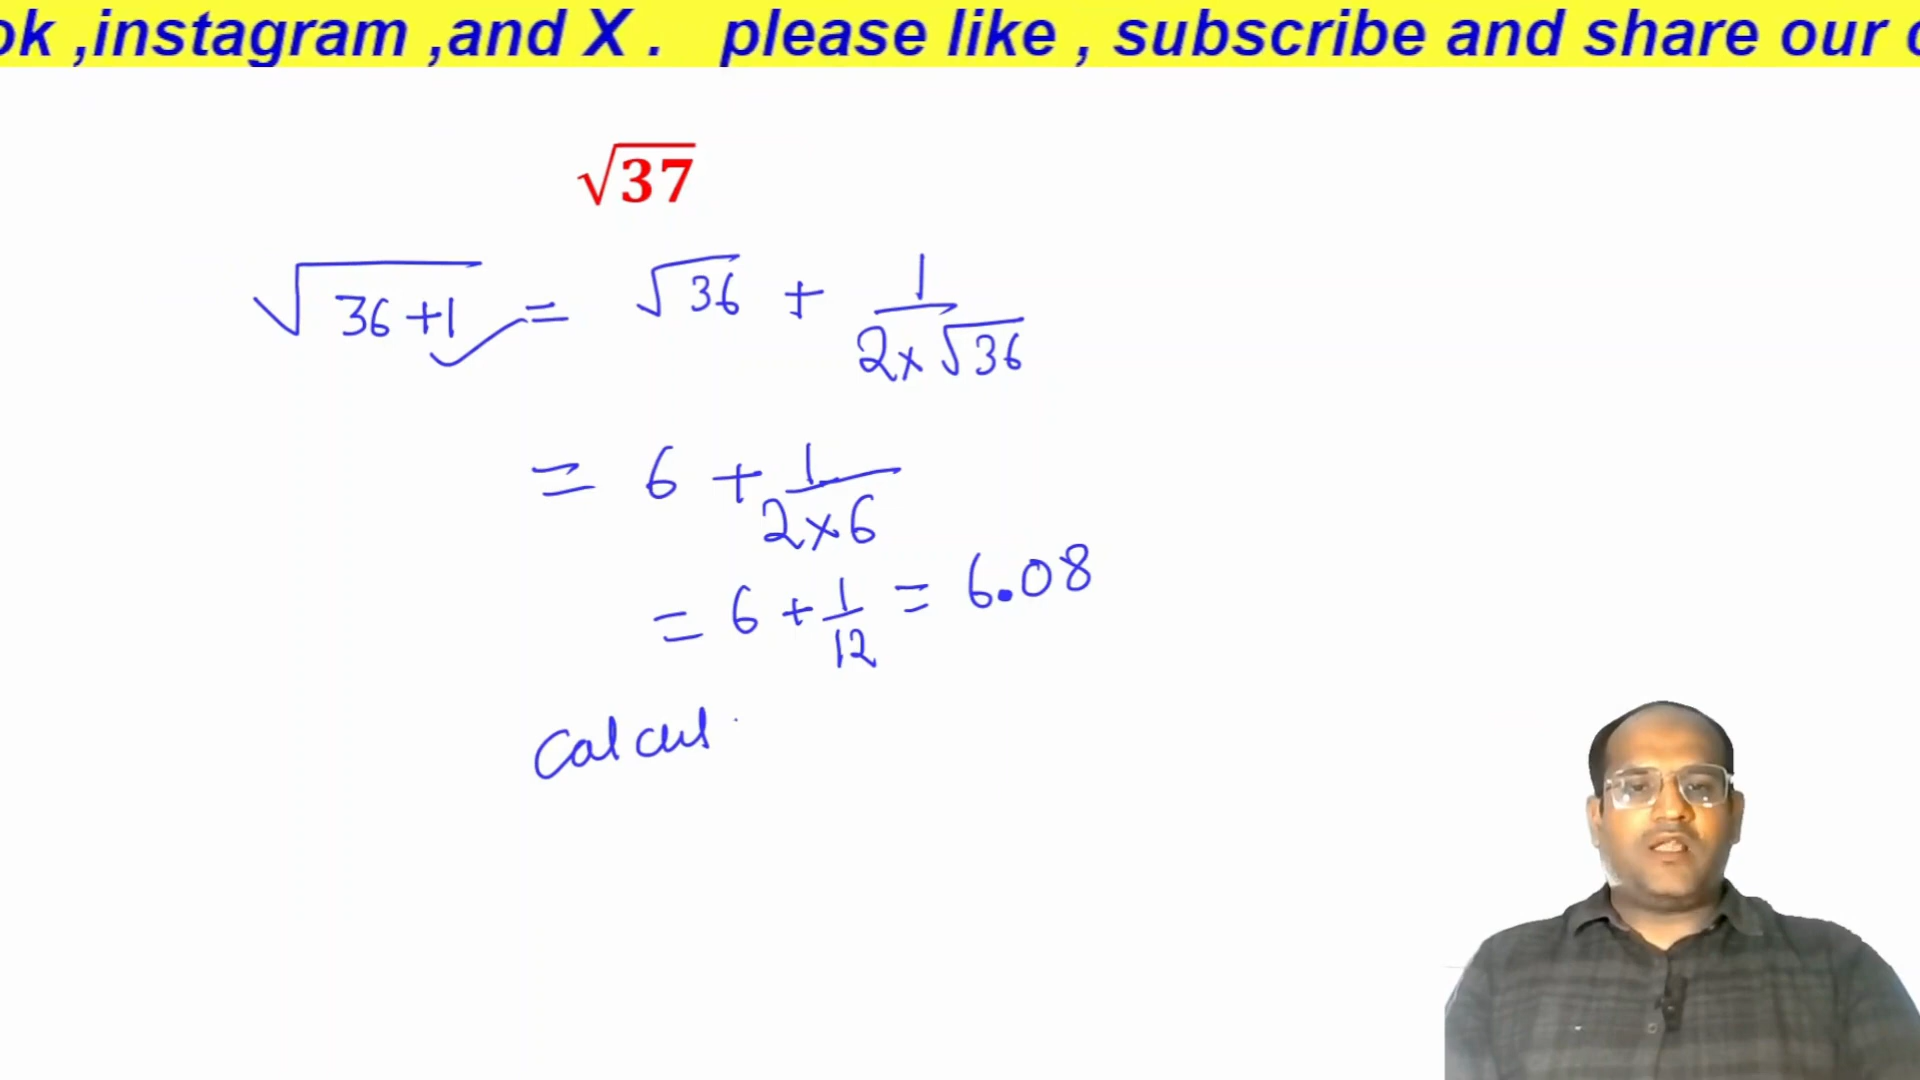 ok ,instagram ,and X . please like , subscribe and share our c
√37
√36+1 = √36 + 1/2×√36
= 6 + 1/2×6
= 6 + 1/12 = 6.08
Calcul